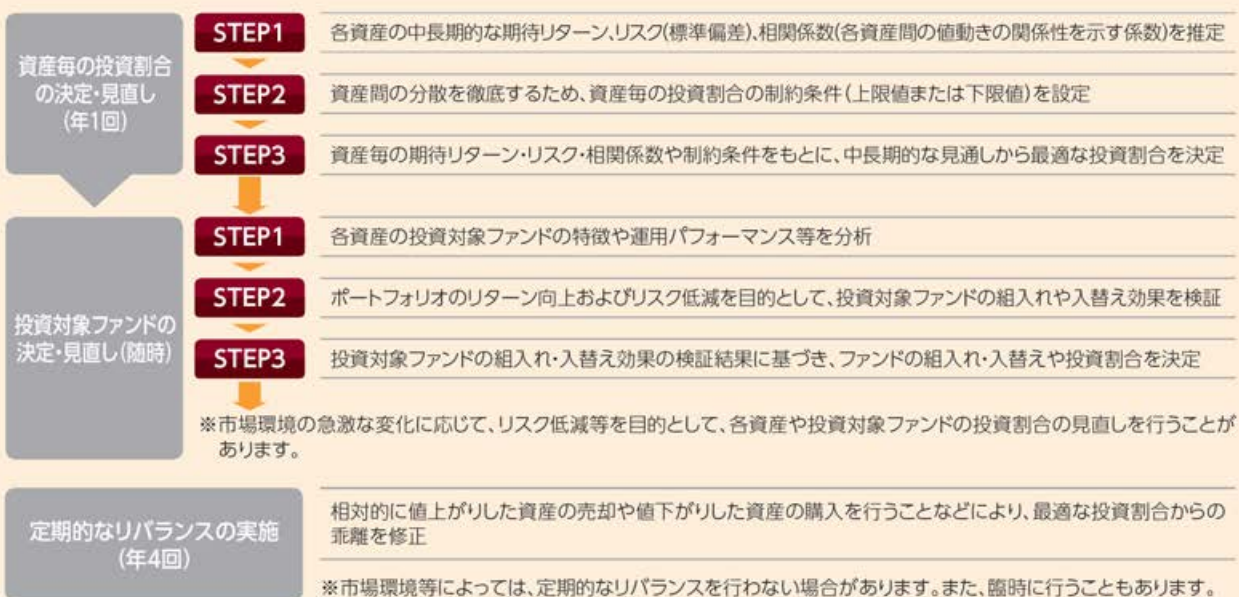 資産毎の投資割合
の決定・見直し
(年1回)
STEP1
各資産の中長期的な期待リターン、リスク(標準偏差)、相関係数(各資産間の値動きの関係性を示す係数)を推定
STEP2
資産間の分散を徹底するため、資産毎の投資割合の制約条件(上限値または下限値)を設定
STEP3
資産毎の期待リターン・リスク・相関係数や制約条件をもとに、中長期的な見通しから最適な投資割合を決定
投資対象ファンドの
決定・見直し(随時)
STEP1
各資産の投資対象ファンドの特徴や運用パフォーマンス等を分析
STEP2
ポートフォリオのリターン向上およびリスク低減を目的として、投資対象ファンドの組入れや入替え効果を検証
STEP3
投資対象ファンドの組入れ・入替え効果の検証結果に基づき、ファンドの組入れ・入替えや投資割合を決定
※市場環境の急激な変化に応じて、リスク低減等を目的として、各資産や投資対象ファンドの投資割合の見直しを行うことが
あります。
定期的なリバランスの実施
(年4回)
相対的に値上がりした資産の売却や値下がりした資産の購入を行うことなどにより、最適な投資割合からの
乖離を修正
※市場環境等によっては、定期的なリバランスを行わない場合があります。また、臨時に行うこともあります。